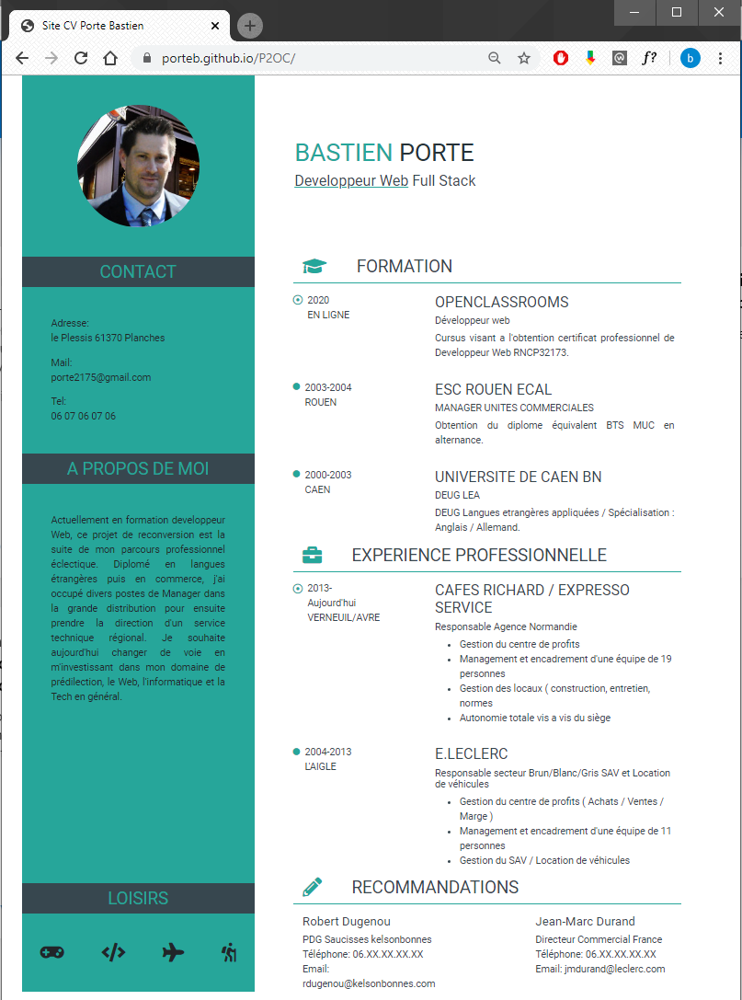 Site CV Porte Bastien
porteb.github.io/P2OC/
f?
b
CONTACT
Adresse:
le Plessis 61370 Planches
Mail:
porte2175@gmail.com
Tel:
06 07 06 07 06
A PROPOS DE MOI
Actuellement en formation developpeur
Web, ce projet de reconversion est la
suite de mon parcours professionnel
éclectique. Diplomé en langues
étrangères puis en commerce, j'ai
occupé divers postes de Manager dans
la grande distribution pour ensuite
prendre la direction d'un service
technique régional. Je souhaite
aujourd'hui changer de voie en
m'investissant dans mon domaine de
prédilection, le Web, l'informatique et la
Tech en général.
LOISIRS
BASTIEN PORTE
Developpeur Web Full Stack
FORMATION
2020
EN LIGNE
OPENCLASSROOMS
Développeur web
Cursus visant a l'obtention certificat professionnel de
Developpeur Web RNCP32173.
2003-2004
ROUEN
ESC ROUEN ECAL
MANAGER UNITES COMMERCIALES
Obtention du diplome équivalent BTS MUC en
alternance.
2000-2003
CAEN
UNIVERSITE DE CAEN BN
DEUG LEA
DEUG Langues etrangères appliquées / Spécialisation :
Anglais / Allemand.
EXPERIENCE PROFESSIONNELLE
2013-
Aujourd'hui
VERNEUIL/AVRE
CAFES RICHARD / EXPRESSO
SERVICE
Responsable Agence Normandie
Gestion du centre de profits
Management et encadrement d'une équipe de 19
personnes
Gestion des locaux ( construction, entretien,
normes
Autonomie totale vis a vis du siège
2004-2013
L'AIGLE
E.LECLERC
Responsable secteur Brun/Blanc/Gris SAV et Location
de véhicules
Gestion du centre de profits ( Achats / Ventes /
Marge )
Management et encadrement d'une équipe de 11
personnes
Gestion du SAV / Location de véhicules
RECOMMANDATIONS
Robert Dugenou
PDG Saucisses kelsonbonnes
Téléphone: 06.XX.XX.XX.XX
Email:
rdugenou@kelsonbonnes.com
Jean-Marc Durand
Directeur Commercial France
Téléphone: 06.XX.XX.XX.XX
Email: jmdurand@leclerc.com